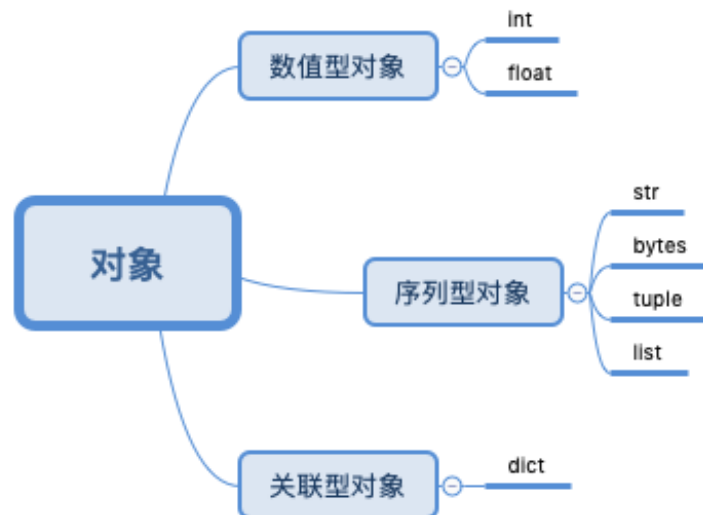 int
数值型对象
float
str
对象
bytes
序列型对象
tuple
list
dict
关联型对象